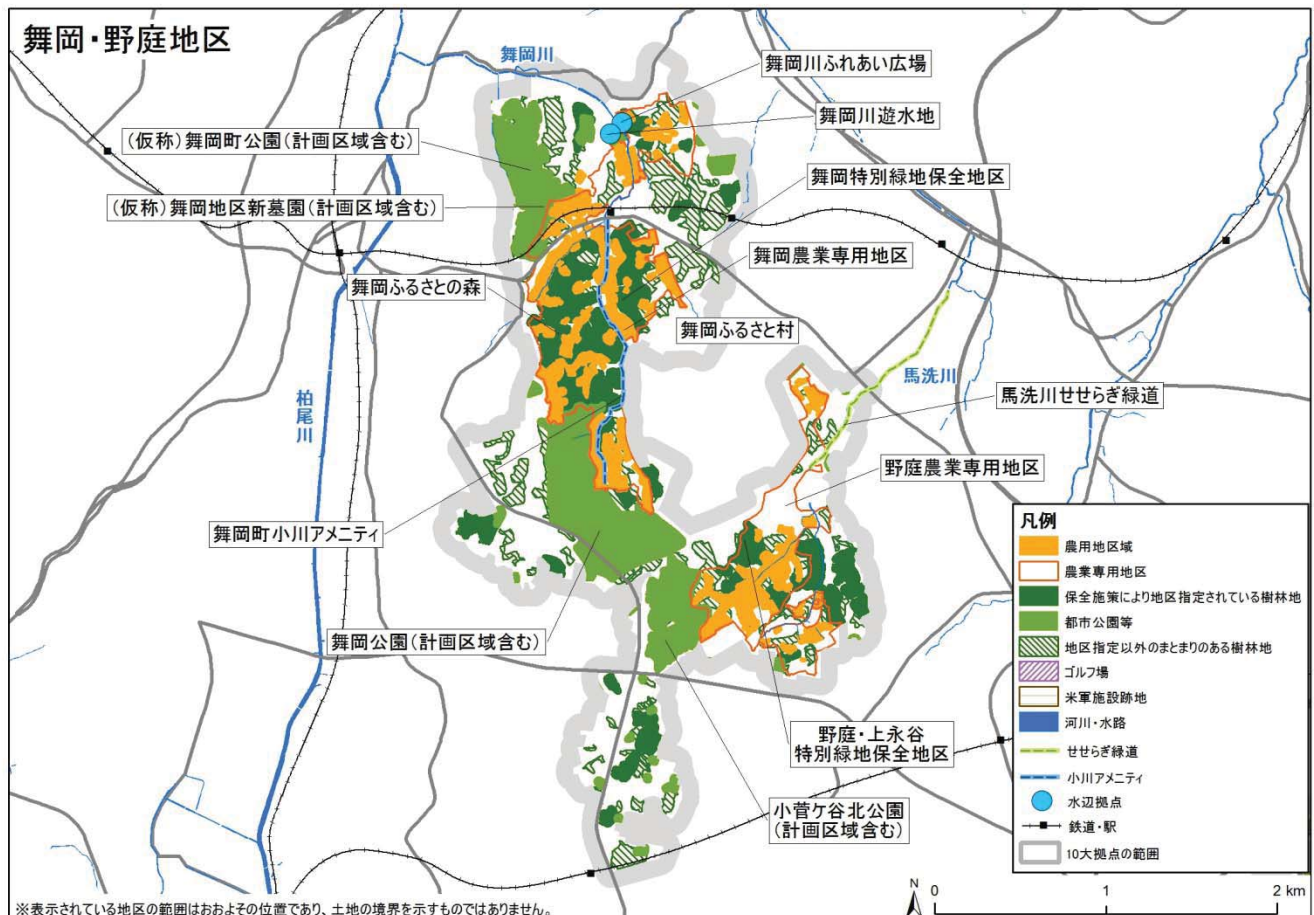 舞岡・野庭地区
舞岡川
舞岡川ふれあい広場
舞岡川遊水地
(仮称)舞岡町公園(計画区域含む)
舞岡特別緑地保全地区
(仮称)舞岡地区新墓園(計画区域含む)
舞岡農業専用地区
舞岡ふるさとの森
舞岡ふるさと村
馬洗川
柏尾川
馬洗川せせらぎ緑道
野庭農業専用地区
舞岡町小川アメニティ
舞岡公園(計画区域含む)
野庭・上永谷
特別緑地保全地区
小菅ケ谷北公園
(計画区域含む)
凡例
農用地区域
農業専用地区
保全施策により地区指定されている樹林地
都市公園等
地区指定以外のまとまりのある樹林地
ゴルフ場
米軍施設跡地
河川・水路
せせらぎ緑道
小川アメニティ
水辺拠点
鉄道・駅
10大拠点の範囲
N
0 1 2 km
※表示されている地区の範囲はおおよその位置であり、土地の境界を示すものではありません。